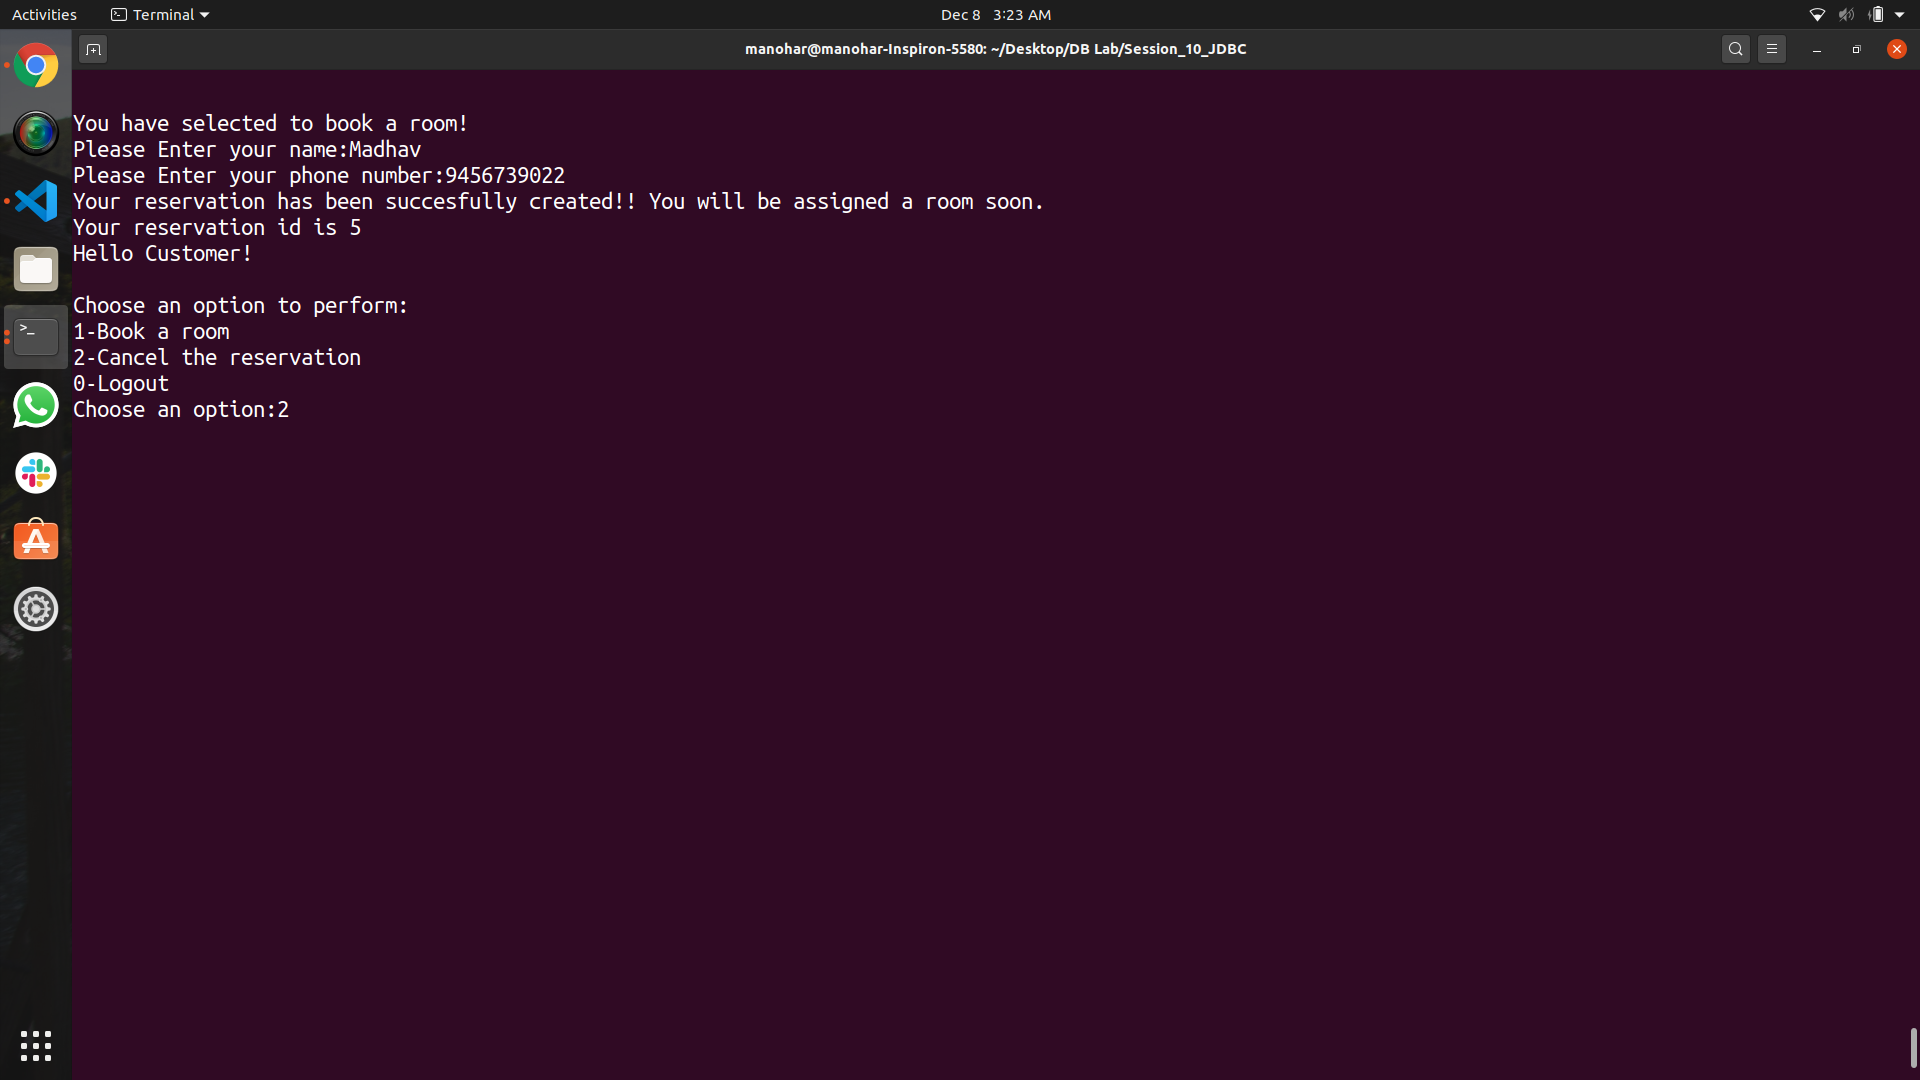 Activities Terminal Dec 8 3:23 AM
manohar@manohar-Inspiron-5580: ~/Desktop/DB Lab/Session_10_JDBC
You have selected to book a room!
Please Enter your name:Madhav
Please Enter your phone number:9456739022
Your reservation has been succesfully created!! You will be assigned a room soon.
Your reservation id is 5
Hello Customer!
Choose an option to perform:
1-Book a room
2-Cancel the reservation
0-Logout
Choose an option:2